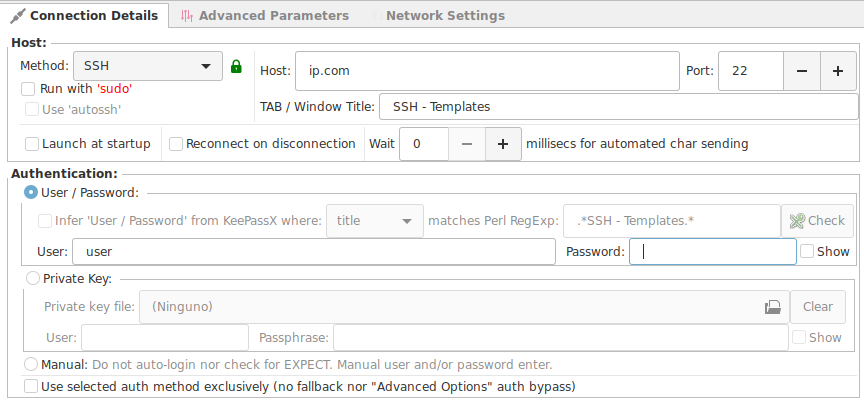 Connection Details Advanced Parameters Network Settings
Host:
Method: SSH Host: ip.com Port: 22
Run with 'sudo'
Use 'autossh' TAB / Window Title: SSH - Templates
Launch at startup Reconnect on disconnection Wait 0 millisecs for automated char sending
Authentication:
User / Password:
Infer 'User / Password' from KeePassX where: title matches Perl RegExp: .*SSH - Templates.* Check
User: user Password: Show
Private Key:
Private key file: (Ninguno) Clear
User: Passphrase: Show
Manual: Do not auto-login nor check for EXPECT. Manual user and/or password enter.
Use selected auth method exclusively (no fallback nor "Advanced Options" auth bypass)